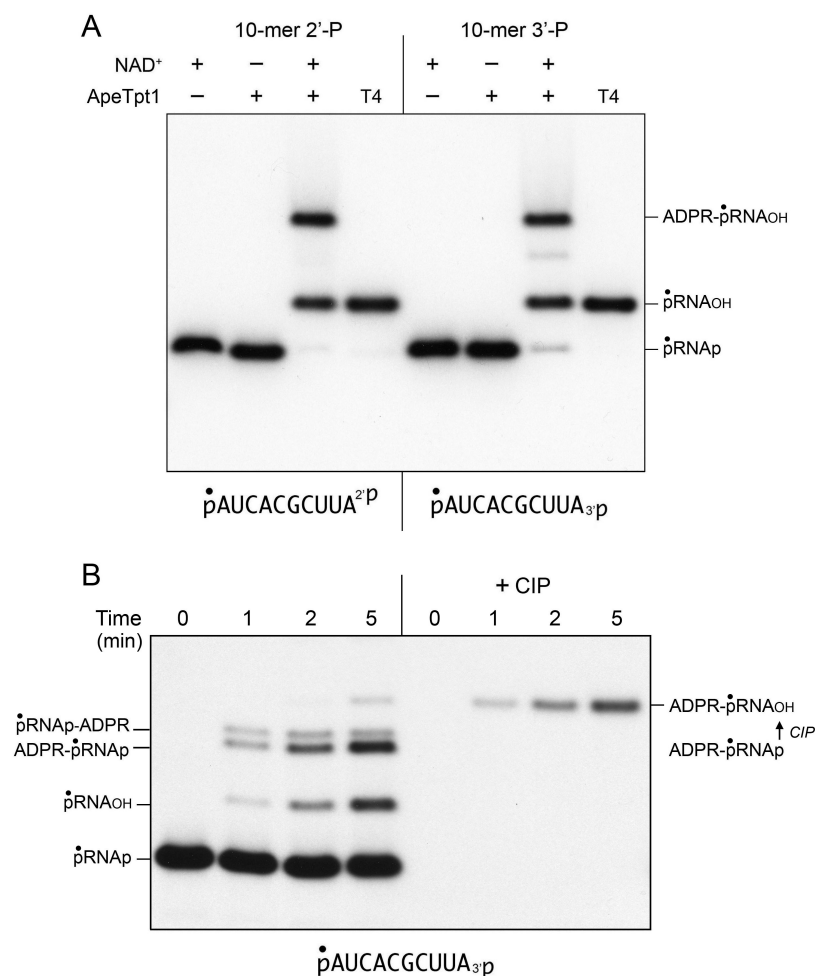 A
10-mer 2'-P 10-mer 3'-P
NAD+ + – + + – +
ApeTpt1 – + + T4 – + + T4
ADPR-pRNAOH
pRNAOH
pRNAp
pAUCACGCUUA2'p pAUCACGCUUA3'p
B
+ CIP
Time 0 1 2 5 0 1 2 5
(min)
pRNAp-ADPR ADPR-pRNAOH
ADPR-pRNAp ↑ CIP
ADPR-pRNAp
pRNAOH
pRNAp
pAUCACGCUUA3'p